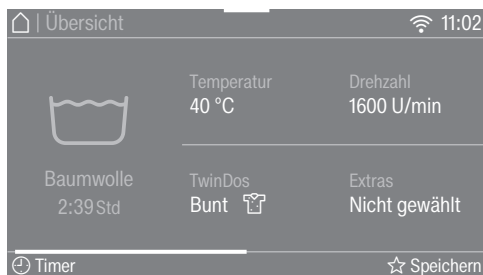 | Übersicht 11:02
Temperatur
40 °C
Drehzahl
1600 U/min
Baumwolle
2:39 Std
TwinDos
Bunt
Extras
Nicht gewählt
Timer
Speichern